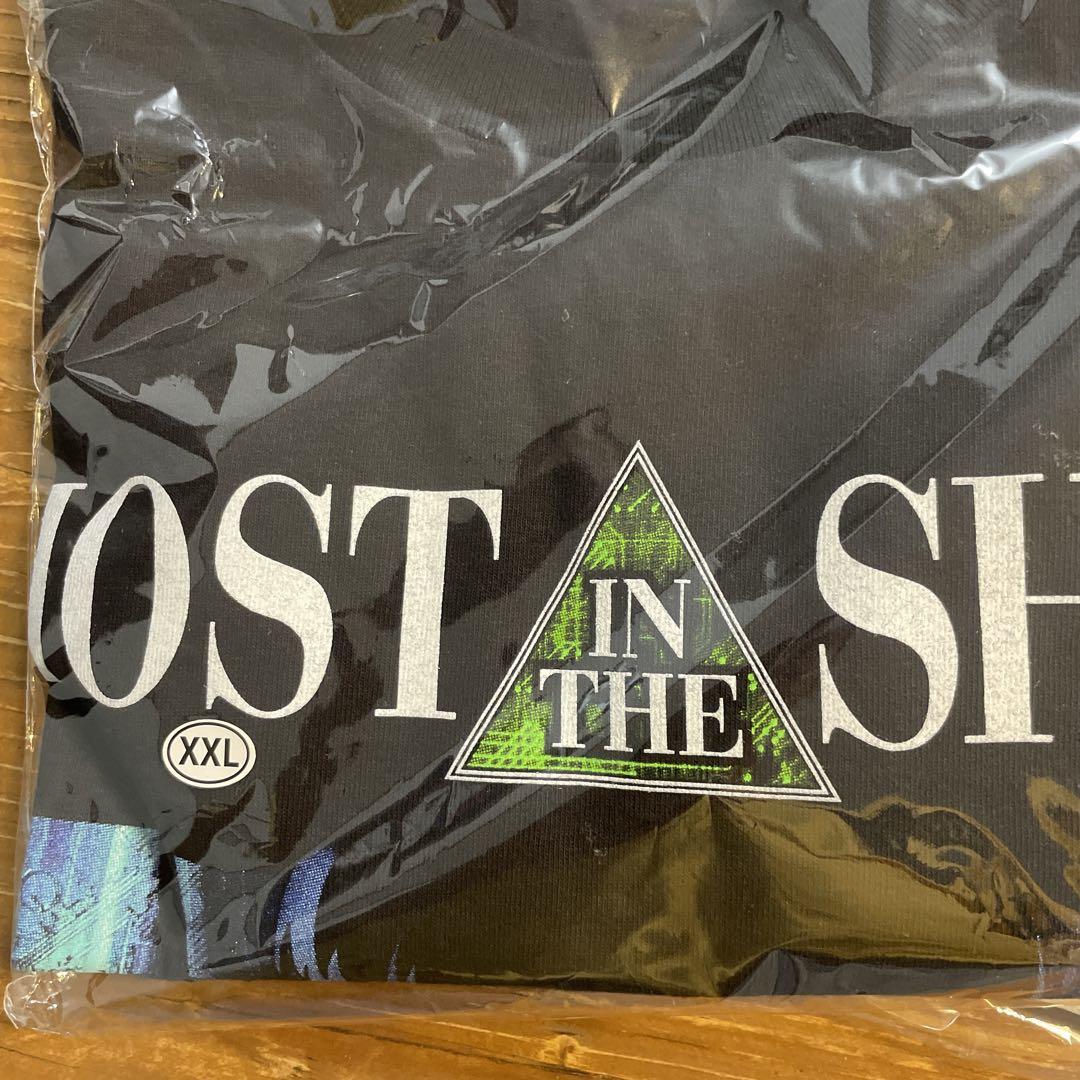 OST IN THE SH
XXL